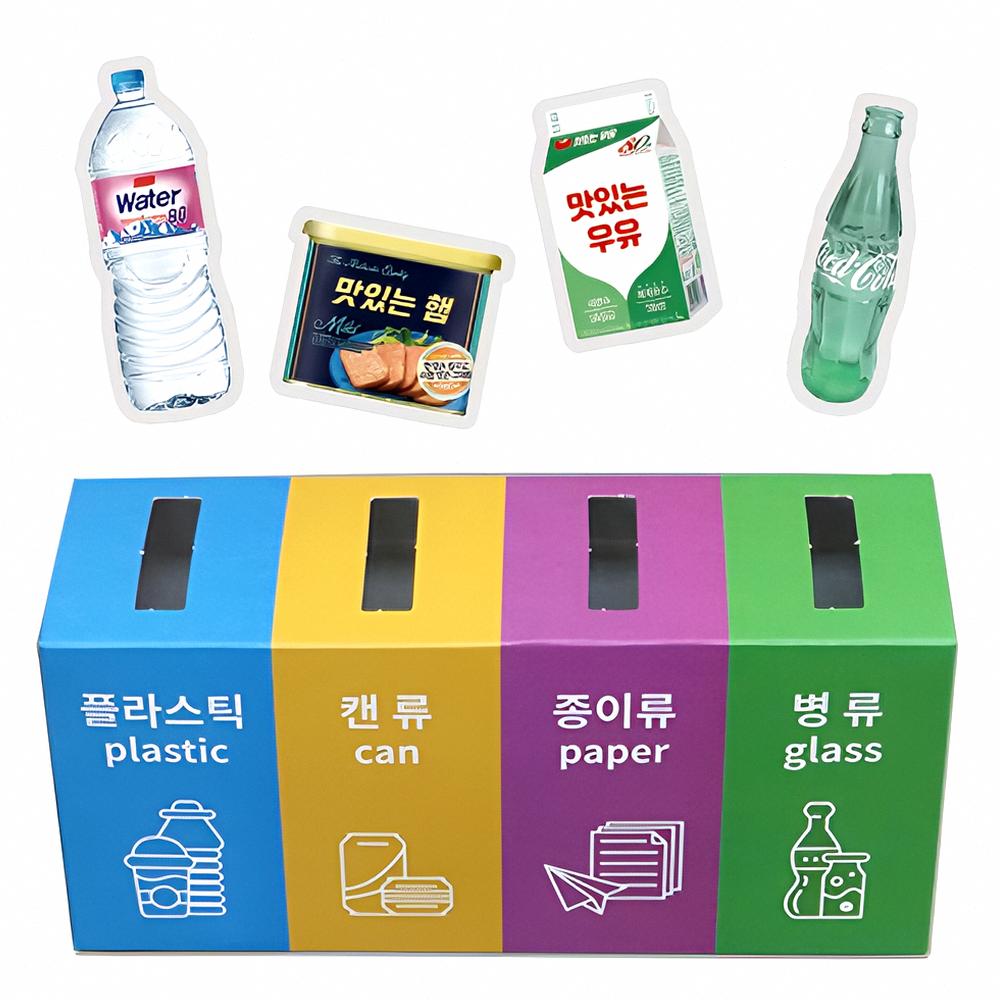 Water
80
맛있는 햄
맛있는
우유
Coca-Cola
플라스틱
plastic
캔 류
can
종이류
paper
병 류
glass